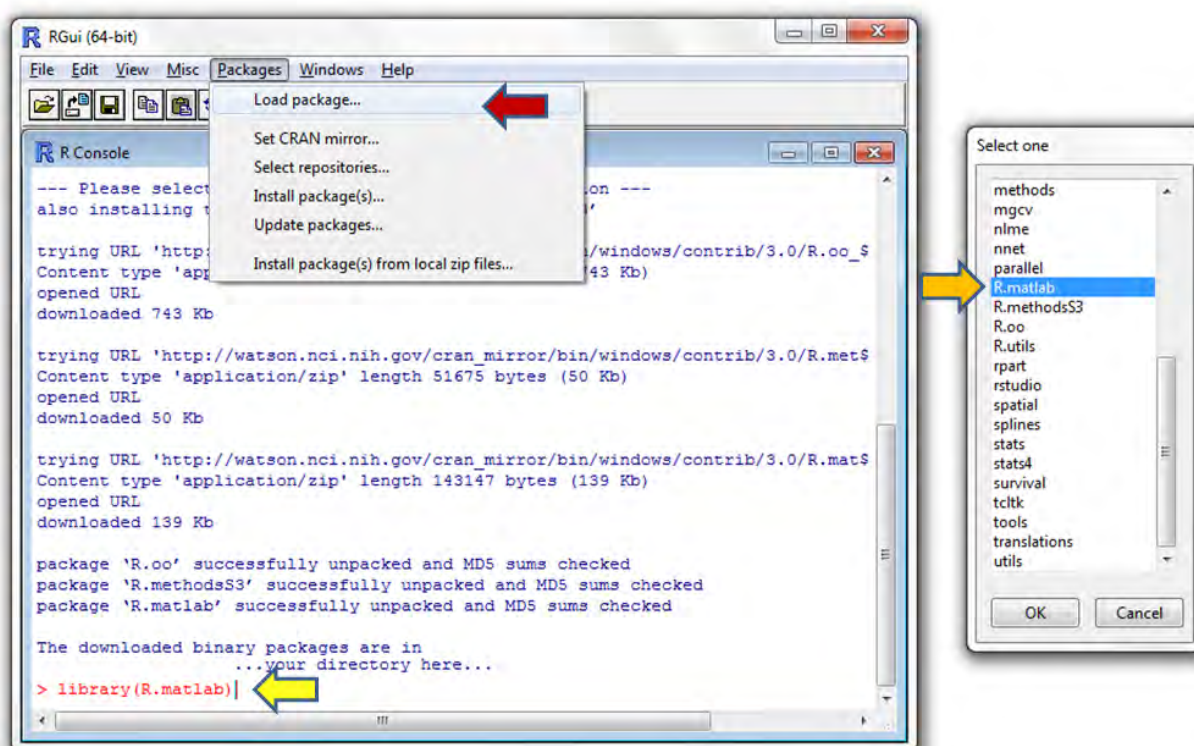 RGui (64-bit)
File Edit View Misc Packages Windows Help
Load package...
Set CRAN mirror...
Select repositories...
Install package(s)...
Update packages...
Install package(s) from local zip files...
R Console
--- Please select on ---
also installing t
trying URL 'http: /windows/contrib/3.0/R.oo_$
Content type 'app 743 Kb)
opened URL
downloaded 743 Kb
trying URL 'http://watson.nci.nih.gov/cran_mirror/bin/windows/contrib/3.0/R.met$
Content type 'application/zip' length 51675 bytes (50 Kb)
opened URL
downloaded 50 Kb
trying URL 'http://watson.nci.nih.gov/cran_mirror/bin/windows/contrib/3.0/R.mat$
Content type 'application/zip' length 143147 bytes (139 Kb)
opened URL
downloaded 139 Kb
package ‘R.oo’ successfully unpacked and MD5 sums checked
package ‘R.methodsS3’ successfully unpacked and MD5 sums checked
package ‘R.matlab’ successfully unpacked and MD5 sums checked
The downloaded binary packages are in
...your directory here...
> library(R.matlab)
Select one
methods
mgcv
nlme
nnet
parallel
R.matlab
R.methodsS3
R.oo
R.utils
rpart
rstudio
spatial
splines
stats
stats4
survival
tcltk
tools
translations
utils
OK Cancel